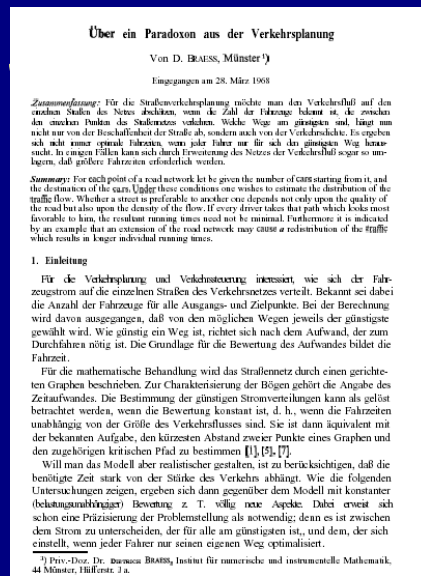 Über ein Paradoxon aus der Verkehrsplanung
Von D. BRAESS, Münster ¹)
Eingegangen am 28. März 1968
Zusammenfassung: Für die Straßenverkehrsplanung möchte man den Verkehrsfluß auf den
einzelnen Straßen des Netzes abschätzen, wenn die Zahl der Fahrzeuge bekannt ist, die zwischen
den einzelnen Punkten des Straßennetzes verkehren. Welche Wege am günstigsten sind, hängt nun
nicht nur von der Beschaffenheit der Straße ab, sondern auch von der Verkehrsdichte. Es ergeben
sich nicht immer optimale Fahrzeiten, wenn jeder Fahrer nur für sich den günstigsten Weg heraus-
sucht. In einigen Fällen kann sich durch Erweiterung des Netzes der Verkehrsfluß sogar so um-
lagern, daß größere Fahrzeiten erforderlich werden.
Summary: For each point of a road network let be given the number of cars starting from it, and
the destination of the cars. Under these conditions one wishes to estimate the distribution of the
traffic flow. Whether a street is preferable to another one depends not only upon the quality of
the road but also upon the density of the flow. If every driver takes that path which looks most
favorable to him, the resultant running times need not be minimal. Furthermore it is indicated
by an example that an extension of the road network may cause a redistribution of the traffic
which results in longer individual running times.
1. Einleitung
Für die Verkehrsplanung und Verkehrssteuerung interessiert, wie sich der Fahr-
zeugstrom auf die einzelnen Straßen des Verkehrsnetzes verteilt. Bekannt sei dabei
die Anzahl der Fahrzeuge für alle Ausgangs- und Zielpunkte. Bei der Berechnung
wird davon ausgegangen, daß von den möglichen Wegen jeweils der günstigste
gewählt wird. Wie günstig ein Weg ist, richtet sich nach dem Aufwand, der zum
Durchfahren nötig ist. Die Grundlage für die Bewertung des Aufwandes bildet die
Fahrzeit.
Für die mathematische Behandlung wird das Straßennetz durch einen gerichte-
ten Graphen beschrieben. Zur Charakterisierung der Bögen gehört die Angabe des
Zeitaufwandes. Die Bestimmung der günstigen Stromverteilungen kann als gelöst
betrachtet werden, wenn die Bewertung konstant ist, d. h., wenn die Fahrzeiten
unabhängig von der Größe des Verkehrsflusses sind. Sie ist dann äquivalent mit
der bekannten Aufgabe, den kürzesten Abstand zweier Punkte eines Graphen und
den zugehörigen kritischen Pfad zu bestimmen [1], [5], [7].
Will man das Modell aber realistischer gestalten, ist zu berücksichtigen, daß die
benötigte Zeit stark von der Stärke des Verkehrs abhängt. Wie die folgenden
Untersuchungen zeigen, ergeben sich dann gegenüber dem Modell mit konstanter
(belastungsunabhängiger) Bewertung z. T. völlig neue Aspekte. Dabei erweist sich
schon eine Präzisierung der Problemstellung als notwendig; denn es ist zwischen
dem Strom zu unterscheiden, der für alle am günstigsten ist, und dem, der sich
einstellt, wenn jeder Fahrer nur seinen eigenen Weg optimalisiert.
¹) Priv.-Doz. Dr. BRAESS, Institut für numerische und instrumentelle Mathematik,
44 Münster, Hüfferstr. 3 a.